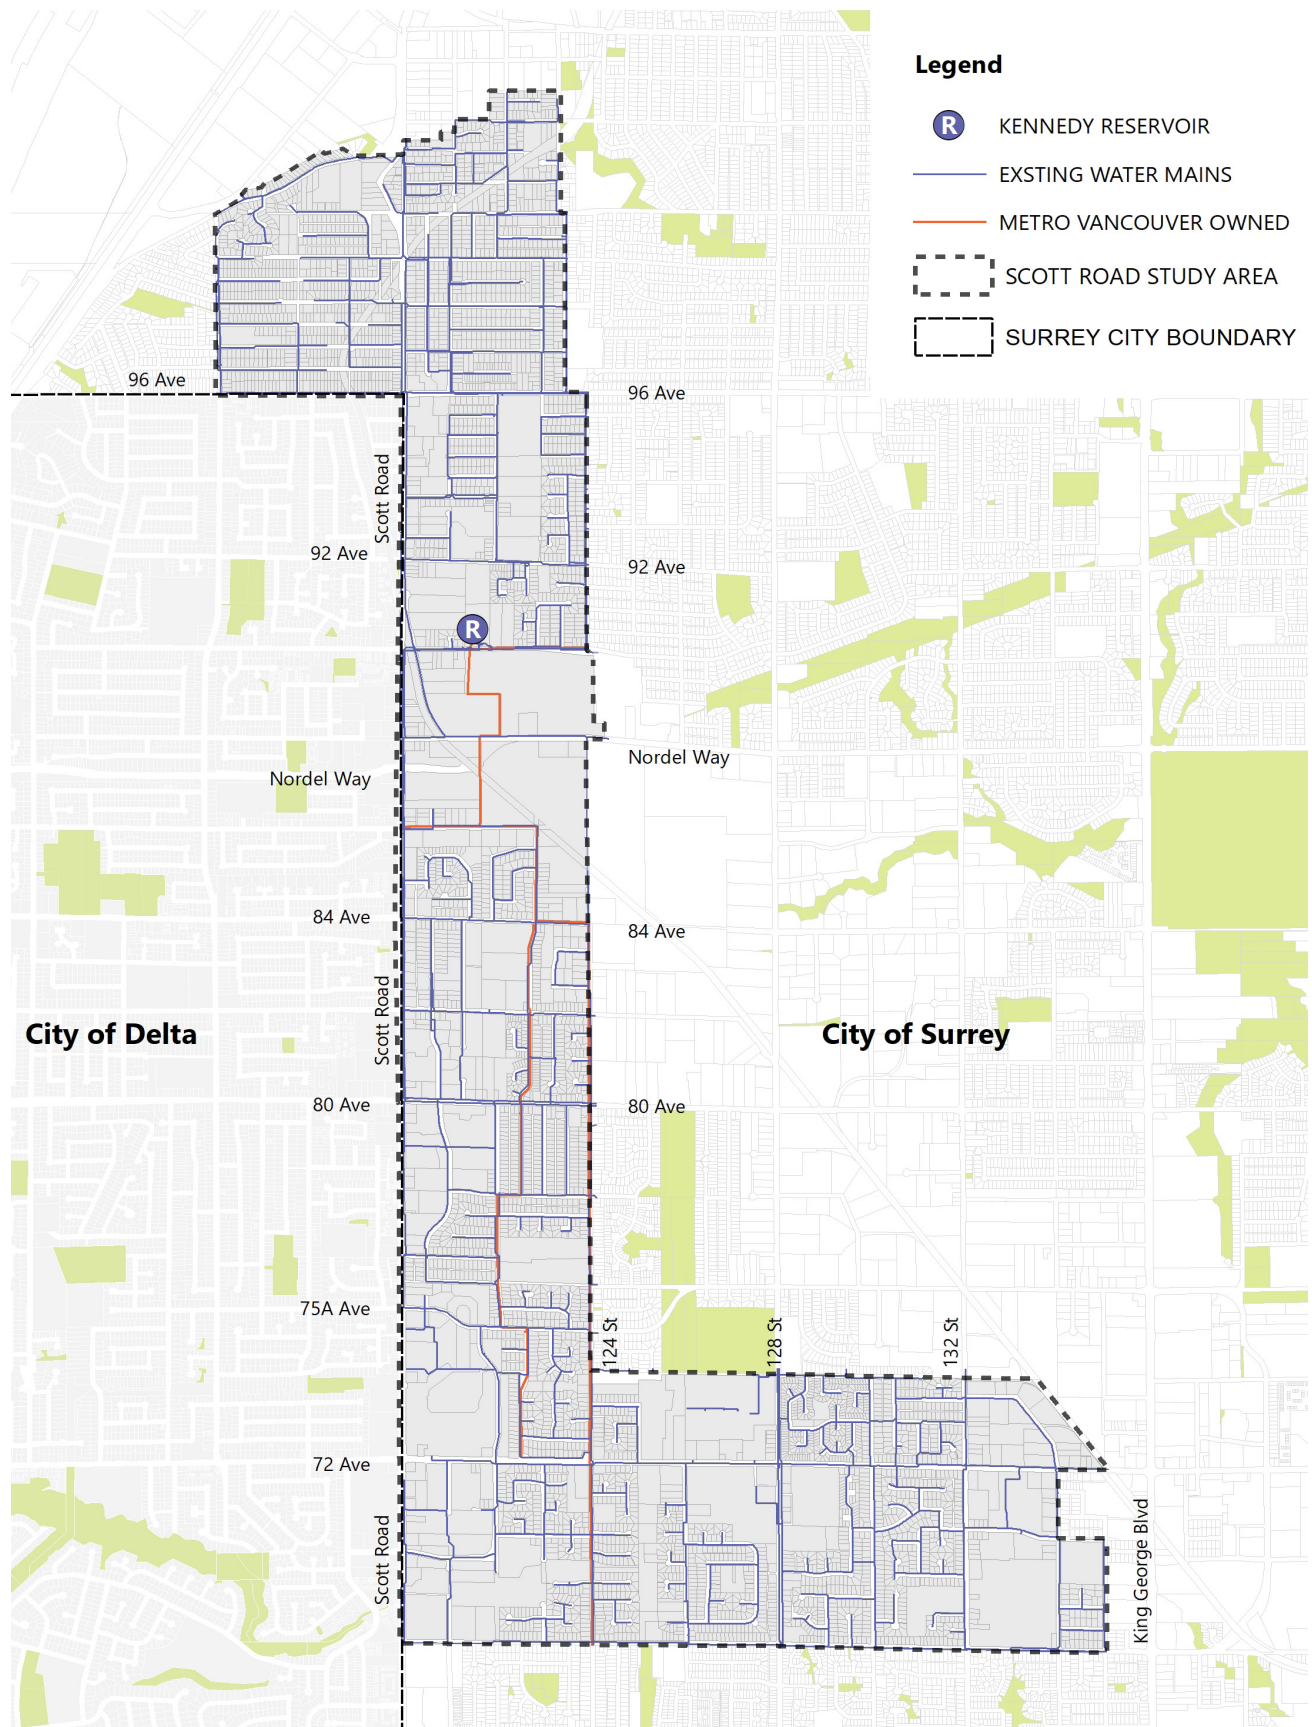 Legend
R
KENNEDY RESERVOIR
EXSTING WATER MAINS
METRO VANCOUVER OWNED
SCOTT ROAD STUDY AREA
SURREY CITY BOUNDARY
96 Ave
96 Ave
Scott Road
92 Ave
92 Ave
R
Nordel Way
Nordel Way
84 Ave
84 Ave
Scott Road
City of Delta
City of Surrey
80 Ave
80 Ave
75A Ave
124 St
128 St
132 St
72 Ave
Scott Road
King George Blvd